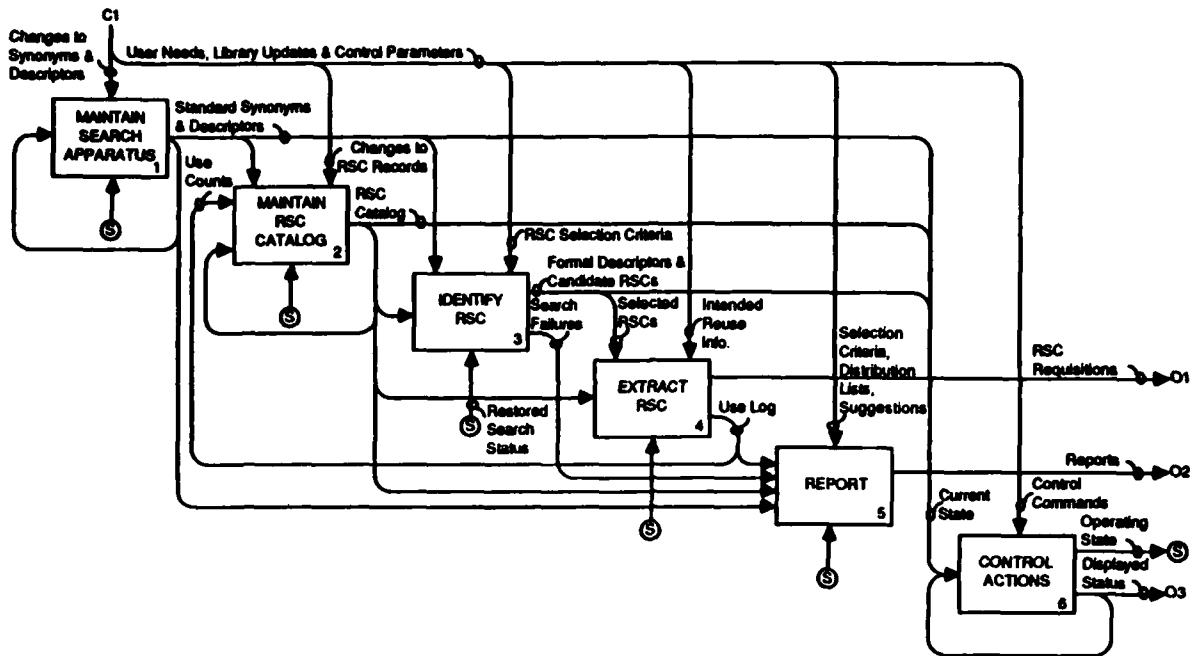 C1
Changes to
Synonyms &
Descriptors
User Needs, Library Updates & Control Parameters
MAINTAIN
SEARCH
APPARATUS
1
Standard Synonyms
& Descriptors
Use
Counts
Changes to
RSC Records
S
MAINTAIN
RSC
CATALOG
2
RSC
Catalog
S
RSC Selection Criteria
Formal Descriptors &
Candidate RSCs
IDENTIFY
RSC
3
Search
Failures
Selected
RSCs
Intended
Reuse
Info.
Restored
Search
Status
S
EXTRACT
RSC
4
Use Log
S
Selection
Criteria,
Distribution
Lists,
Suggestions
RSC
Requisitions
O1
REPORT
5
Reports
O2
S
Current
State
Control
Commands
CONTROL
ACTIONS
6
Operating
State
S
Displayed
Status
O3